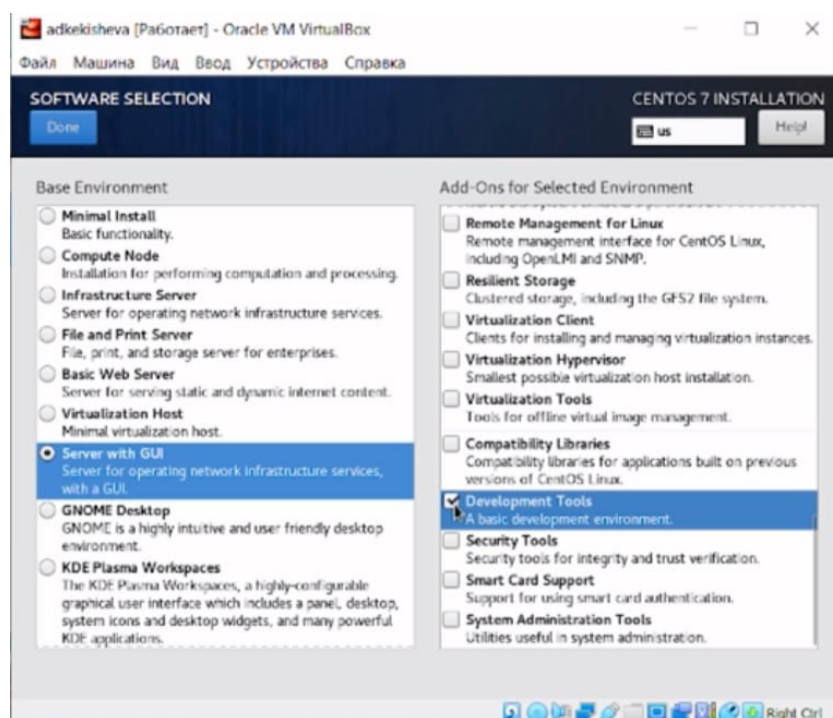 adkekisheva [Работает] - Oracle VM VirtualBox
Файл Машина Вид Ввод Устройства Справка
SOFTWARE SELECTION
CENTOS 7 INSTALLATION
Done
us
Help!
Base Environment
Minimal Install
Basic functionality.
Compute Node
Installation for performing computation and processing.
Infrastructure Server
Server for operating network infrastructure services.
File and Print Server
File, print, and storage server for enterprises.
Basic Web Server
Server for serving static and dynamic internet content.
Virtualization Host
Minimal virtualization host.
Server with GUI
Server for operating network infrastructure services,
with a GUI.
GNOME Desktop
GNOME is a highly intuitive and user friendly desktop
environment.
KDE Plasma Workspaces
The KDE Plasma Workspaces, a highly-configurable
graphical user interface which includes a panel, desktop,
system icons and desktop widgets, and many powerful
KDE applications.
Add-Ons for Selected Environment
Remote Management for Linux
Remote management interface for CentOS Linux,
including OpenLMI and SNMP.
Resilient Storage
Clustered storage, including the GFS2 file system.
Virtualization Client
Clients for installing and managing virtualization instances.
Virtualization Hypervisor
Smallest possible virtualization host installation.
Virtualization Tools
Tools for offline virtual image management.
Compatibility Libraries
Compatibility libraries for applications built on previous
versions of CentOS Linux.
Development Tools
A basic development environment.
Security Tools
Security tools for integrity and trust verification.
Smart Card Support
Support for using smart card authentication.
System Administration Tools
Utilities useful in system administration.
Right Ctrl